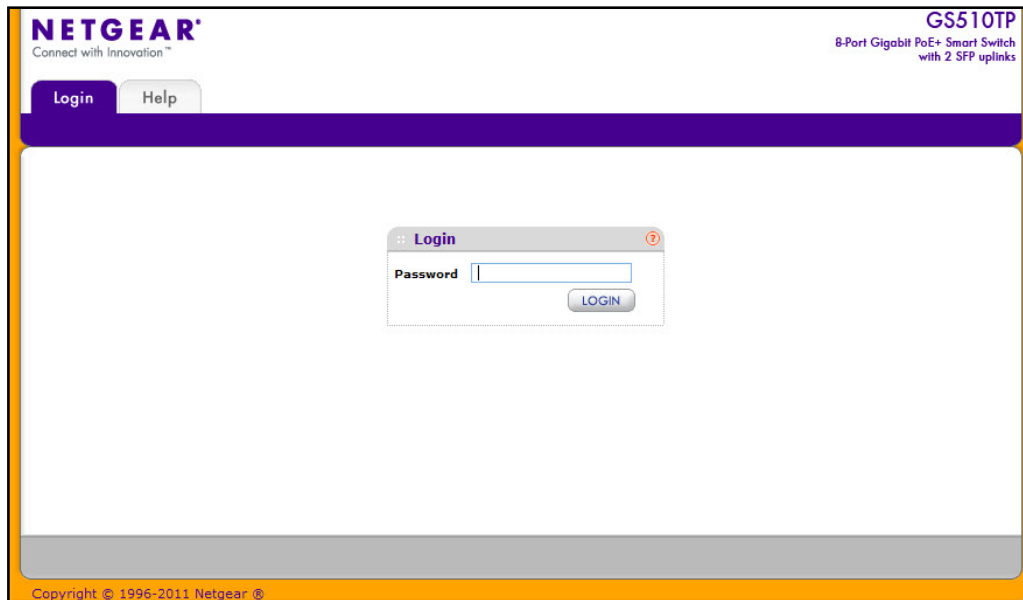 NETGEAR®
Connect with Innovation™
GS510TP
8-Port Gigabit PoE+ Smart Switch
with 2 SFP uplinks
Login
Help
Login
?
Password
LOGIN
Copyright © 1996-2011 Netgear ®